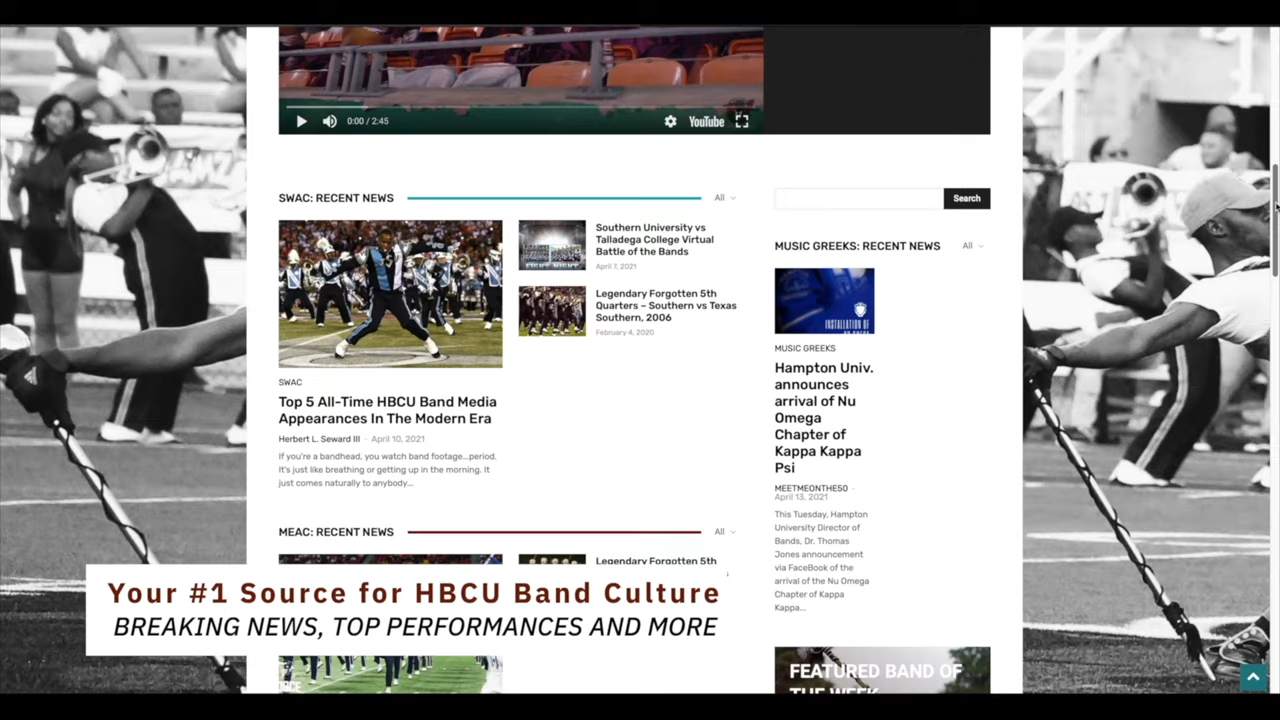 0:00 / 2:45
YouTube
SWAC: RECENT NEWS
All
Search
Southern University vs
Talladega College Virtual
Battle of the Bands
April 7, 2021
FIGHT NIGHT
Legendary Forgotten 5th
Quarters – Southern vs Texas
Southern, 2006
February 4, 2020
SWAC
Top 5 All-Time HBCU Band Media
Appearances In The Modern Era
Herbert L. Seward III - April 10, 2021
If you're a bandhead, you watch band footage...period.
It's just like breathing or getting up in the morning. It
just comes naturally to anybody...
MEAC: RECENT NEWS
All
Legendary Forgotten 5th
MUSIC GREEKS: RECENT NEWS
All
INSTALLATION OF
MUSIC GREEKS
Hampton Univ.
announces
arrival of Nu
Omega
Chapter of
Kappa Kappa
Psi
MEETMEONTHE50 -
April 13, 2021
This Tuesday, Hampton
University Director of
Bands, Dr. Thomas
Jones announcement
via FaceBook of the
arrival of the Nu Omega
Chapter of Kappa
Kappa...
FEATURED BAND OF
THE WEEK
Your #1 Source for HBCU Band Culture
BREAKING NEWS, TOP PERFORMANCES AND MORE